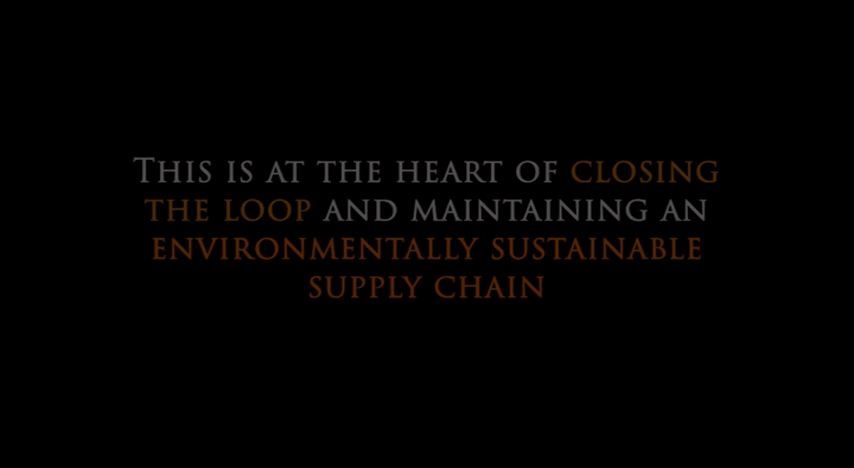 This is at the heart of closing
the loop and maintaining an
environmentally sustainable
supply chain